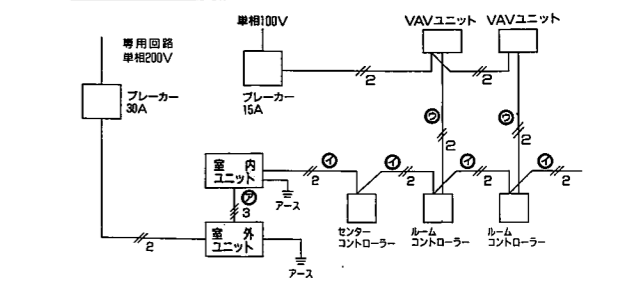 専用回路
単相200V
ブレーカー
30A
単相100V
ブレーカー
15A
VAVユニット
VAVユニット
2
2
㋒
2
㋒
2
室内
ユニット
㋑
2
㋑
2
㋑
2
㋑
2
アース
㋐
3
室外
ユニット
2
アース
センター
コントローラー
ルーム
コントローラー
ルーム
コントローラー